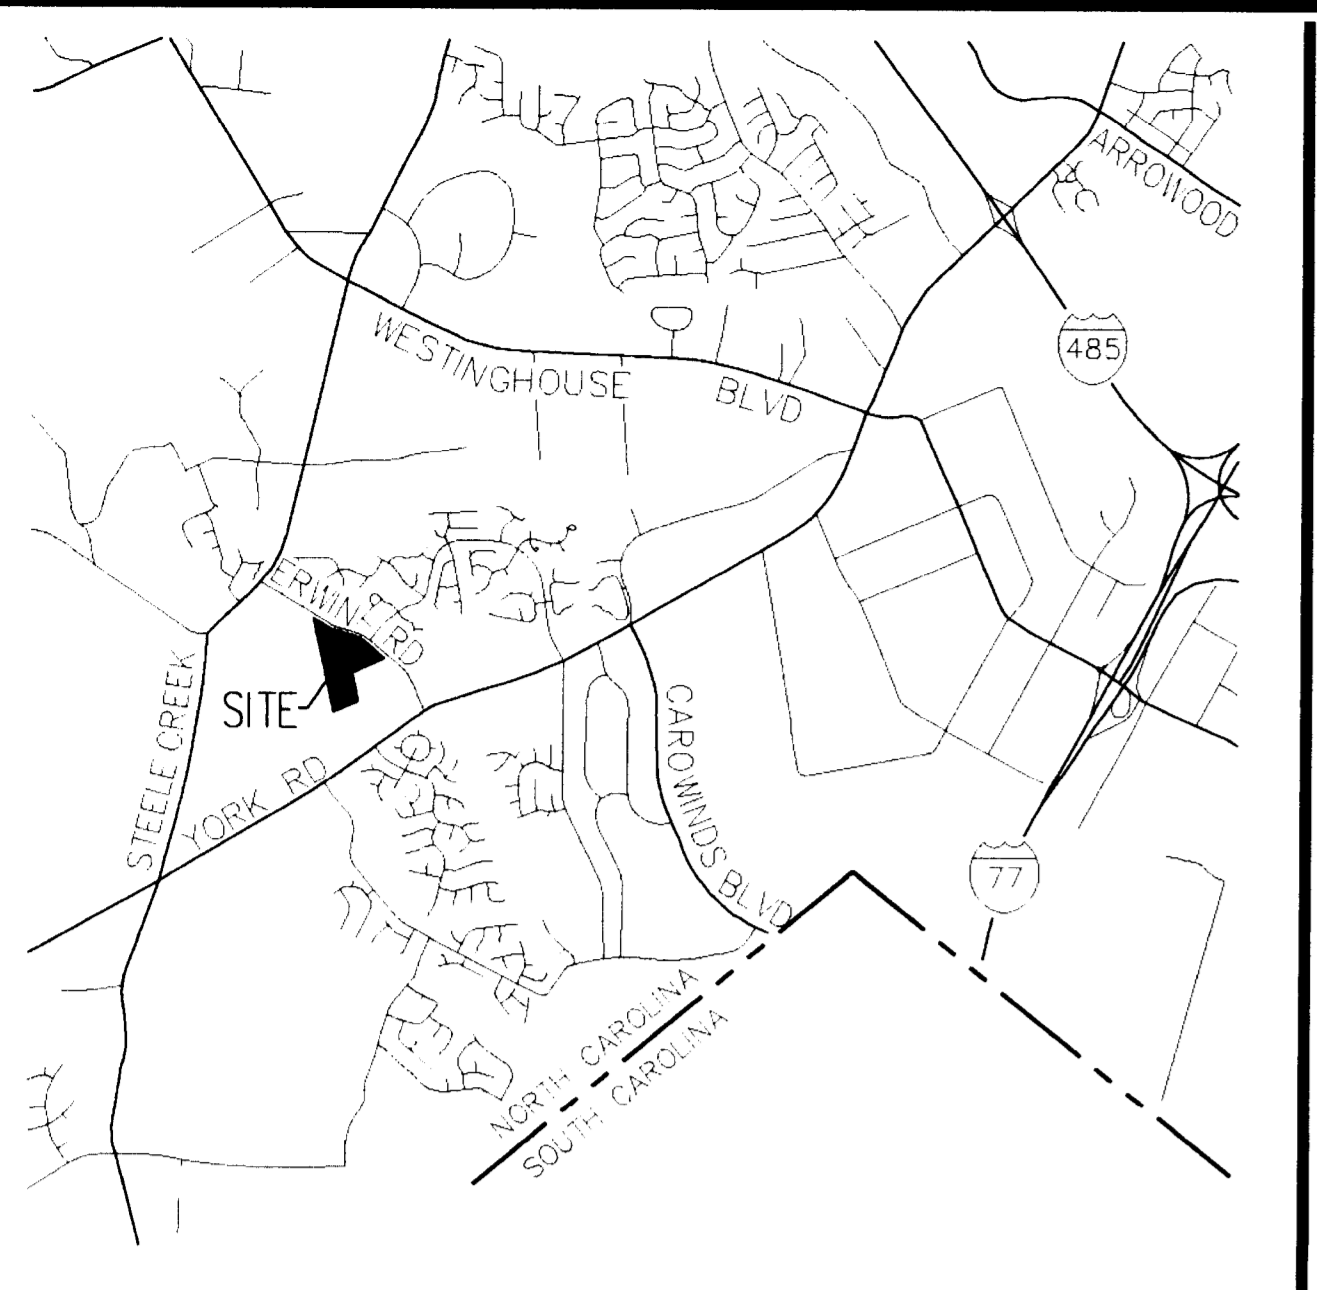 ARROWOOD
485
WESTINGHOUSE BLVD
ERWIN RD
SITE
STEELE CREEK
YORK RD
CAROWINDS BLVD
77
NORTH CAROLINA
SOUTH CAROLINA